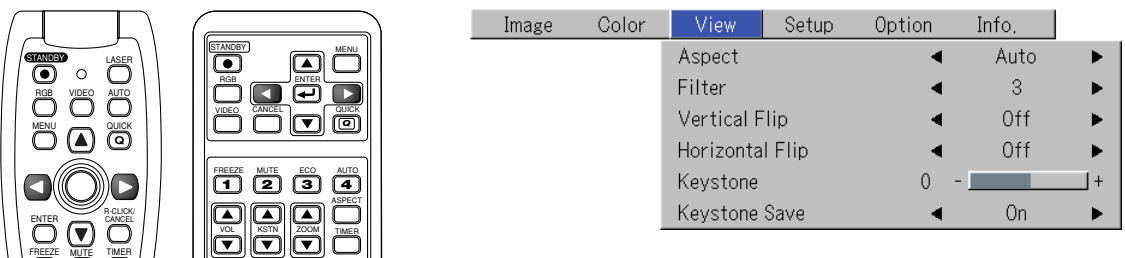 STANDBY LASER
RGB VIDEO AUTO
MENU QUICK
Q
ENTER R-CLICK/
CANCEL
FREEZE MUTE TIMER
STANDBY MENU
RGB ENTER
VIDEO CANCEL QUICK
Q
FREEZE MUTE ECO AUTO
1 2 3 4
ASPECT
VOL KSTN ZOOM TIMER
Image Color View Setup Option Info.
Aspect Auto
Filter 3
Vertical Flip Off
Horizontal Flip Off
Keystone 0 - +
Keystone Save On